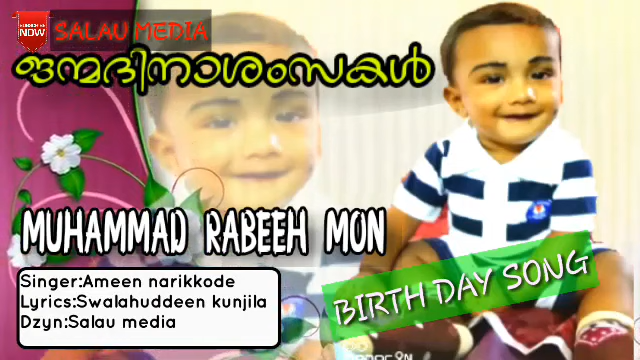 NOW
SALAU MEDIA
ജന്മദിനാശംസകൾ
MUHAMMAD RABEEH MON
Singer:Ameen narikkode
Lyrics:Swalahuddeen kunjila
Dzyn:Salau media
BIRTH DAY SONG